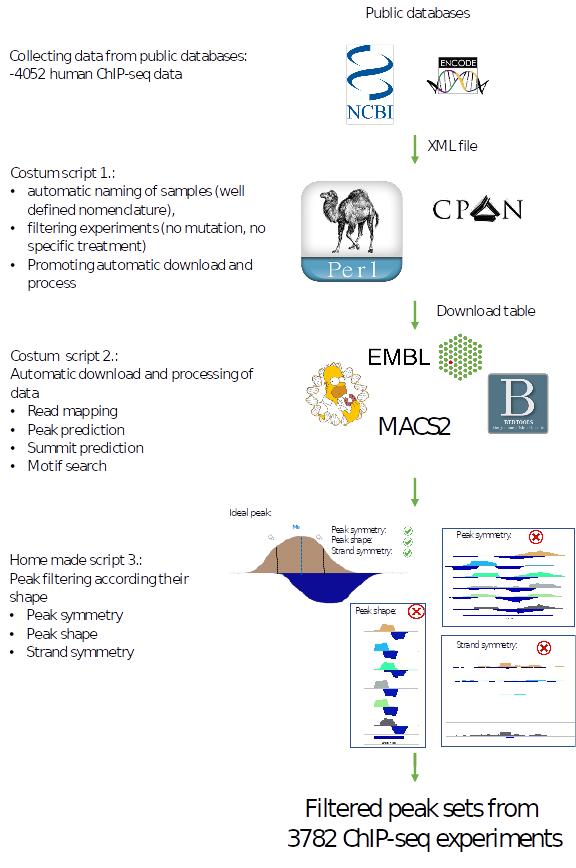 Public databases
Collecting data from public databases:
-4052 human ChIP-seq data
NCBI
ENCODE
XML file
Costum script 1.:
• automatic naming of samples (well
defined nomenclature),
• filtering experiments (no mutation, no
specific treatment)
• Promoting automatic download and
process
Perl
CPAN
Download table
Costum script 2.:
Automatic download and processing of
data
• Read mapping
• Peak prediction
• Summit prediction
• Motif search
EMBL
MACS2
B
BEDTOOLS
Ideal peak:
Me
Peak symmetry:
Peak shape:
Strand symmetry:
Peak symmetry:
Home made script 3.:
Peak filtering according their
shape
• Peak symmetry
• Peak shape
• Strand symmetry
Peak shape:
Strand symmetry:
Filtered peak sets from
3782 ChIP-seq experiments